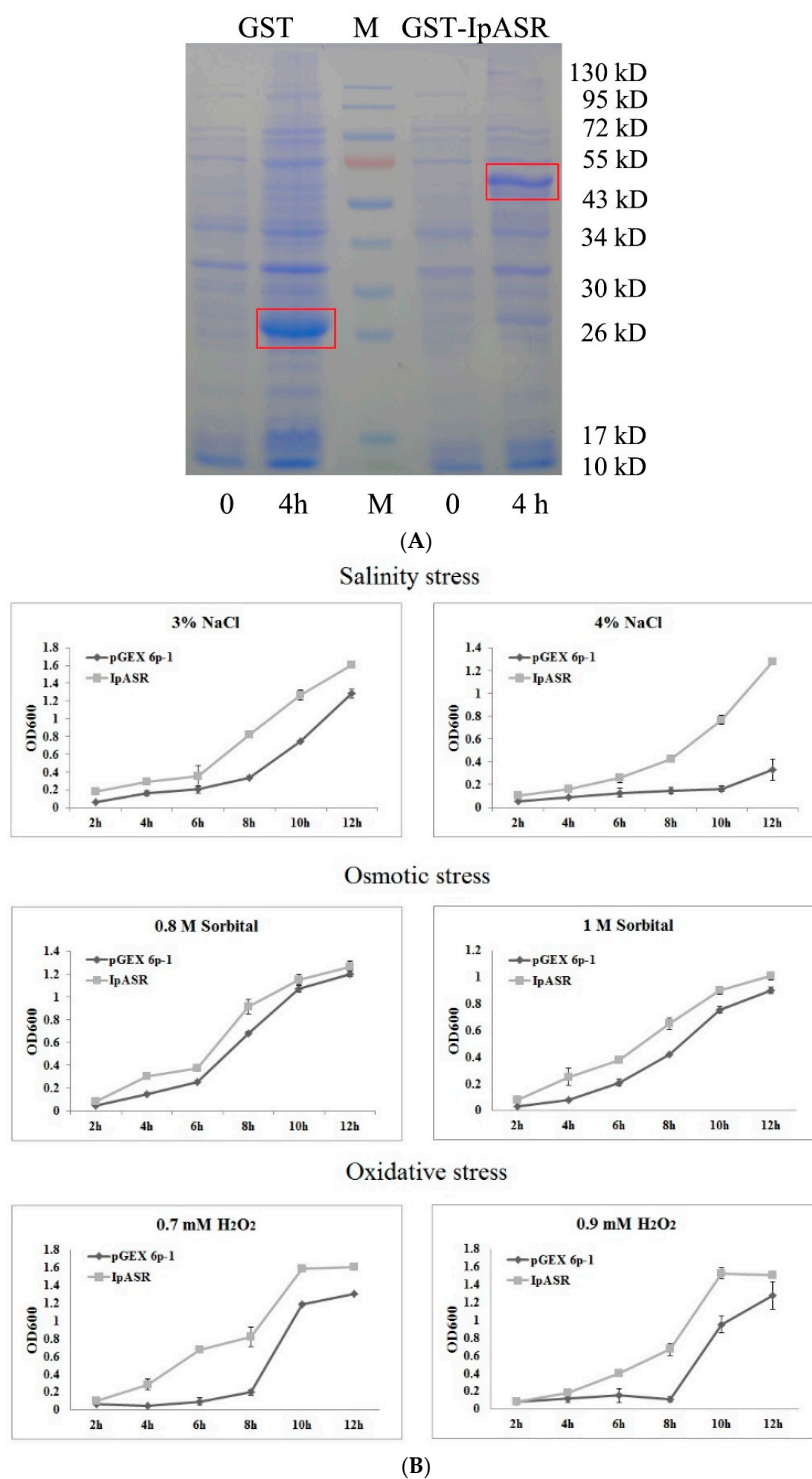 GST M GST-IpASR
130 kD
95 kD
72 kD
55 kD
43 kD
34 kD
30 kD
26 kD
17 kD
10 kD
0 4h M 0 4 h
(A)
Salinity stress
3% NaCl
OD600
1.8
1.6
1.4
1.2
1
0.8
0.6
0.4
0.2
0
pGEX 6p-1
IpASR
2h 4h 6h 8h 10h 12h
4% NaCl
OD600
1.4
1.2
1
0.8
0.6
0.4
0.2
0
pGEX 6p-1
IpASR
2h 4h 6h 8h 10h 12h
Osmotic stress
0.8 M Sorbital
OD600
1.4
1.2
1
0.8
0.6
0.4
0.2
0
pGEX 6p-1
IpASR
2h 4h 6h 8h 10h 12h
1 M Sorbital
OD600
1.2
1
0.8
0.6
0.4
0.2
0
pGEX 6p-1
IpASR
2h 4h 6h 8h 10h 12h
Oxidative stress
0.7 mM H2O2
OD600
1.8
1.6
1.4
1.2
1
0.8
0.6
0.4
0.2
0
pGEX 6p-1
IpASR
2h 4h 6h 8h 10h 12h
0.9 mM H2O2
OD600
1.8
1.6
1.4
1.2
1
0.8
0.6
0.4
0.2
0
pGEX 6p-1
IpASR
2h 4h 6h 8h 10h 12h
(B)